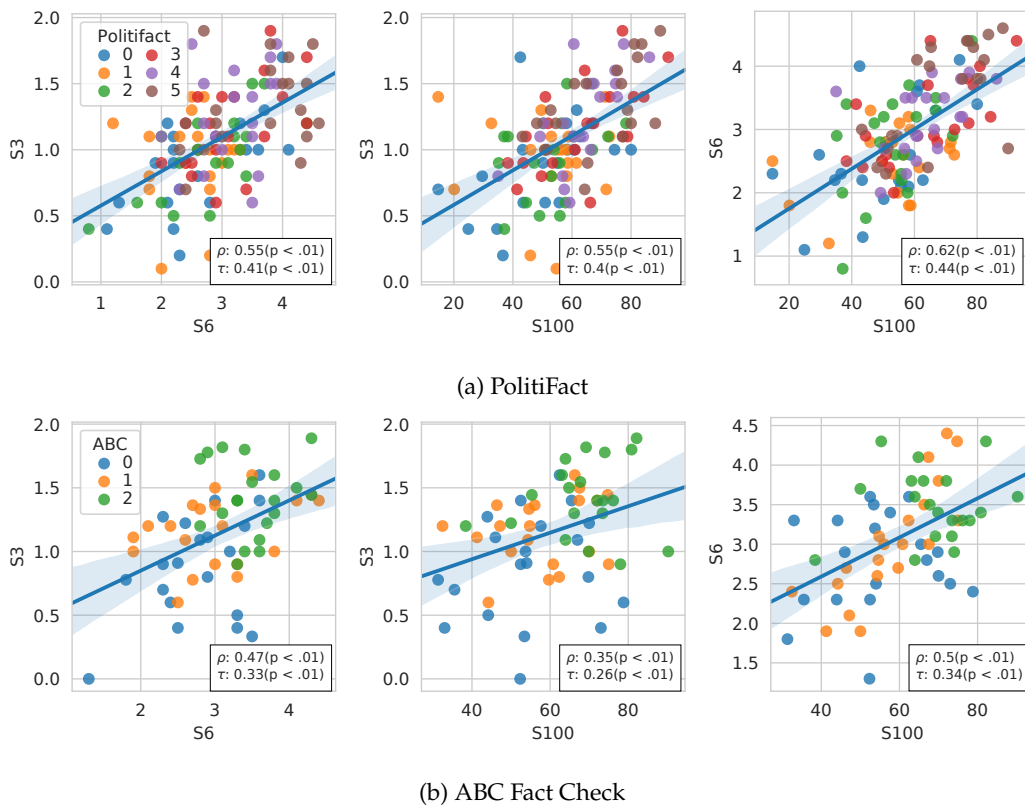 2.0
1.5
1.0
0.5
0.0
S3
Politifact
0 3
1 4
2 5
ρ: 0.55(p < .01)
τ: 0.41(p < .01)
1 2 3 4
S6
2.0
1.5
1.0
0.5
0.0
S3
ρ: 0.55(p < .01)
τ: 0.4(p < .01)
20 40 60 80
S100
4
3
2
1
S6
ρ: 0.62(p < .01)
τ: 0.44(p < .01)
20 40 60 80
S100
(a) PolitiFact
2.0
1.5
1.0
0.5
0.0
S3
ABC
0
1
2
ρ: 0.47(p < .01)
τ: 0.33(p < .01)
2 3 4
S6
2.0
1.5
1.0
0.5
0.0
S3
ρ: 0.35(p < .01)
τ: 0.26(p < .01)
40 60 80
S100
4.5
4.0
3.5
3.0
2.5
2.0
1.5
S6
ρ: 0.5(p < .01)
τ: 0.34(p < .01)
40 60 80
S100
(b) ABC Fact Check